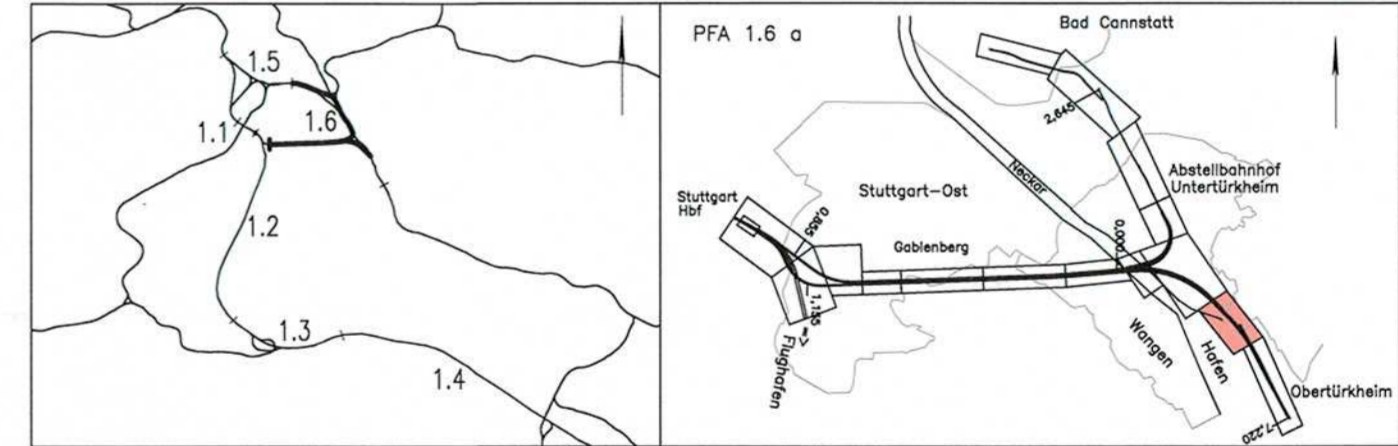 1.5
1.1
1.6
1.2
1.3
1.4
PFA 1.6 a
Bad Cannstatt
2,645
Neckar
Abstellbahnhof
Untertürkheim
Stuttgart
Hbf
Stuttgart-Ost
0,855
Gablenberg
0,000
1,155
Flughafen
Wangen
Hafen
Obertürkheim
-7,220